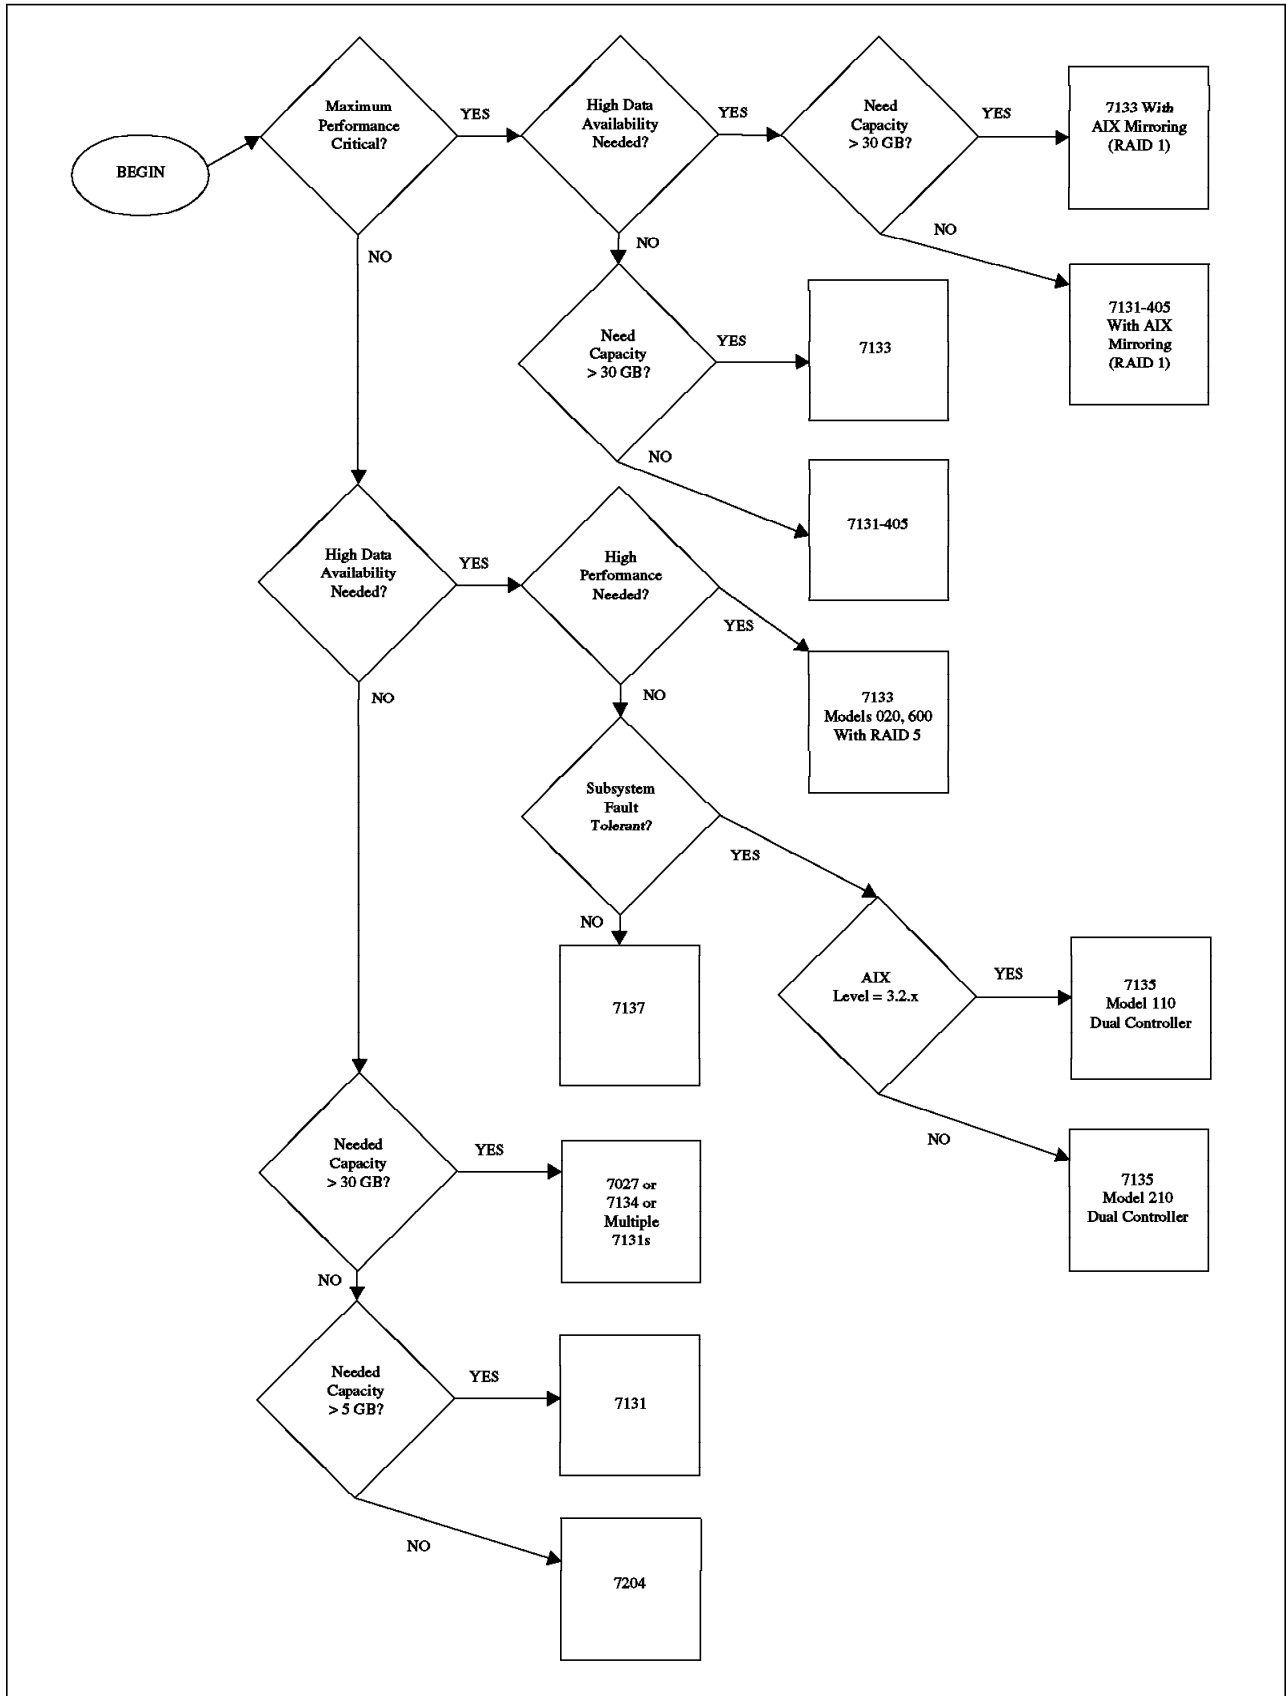 BEGIN
Maximum
Performance
Critical?
YES
High Data
Availability
Needed?
YES
Need
Capacity
> 30 GB?
YES
7133 With
AIX Mirroring
(RAID 1)
NO
7131-405
With AIX
Mirroring
(RAID 1)
NO
Need
Capacity
> 30 GB?
YES
7133
NO
7131-405
NO
High Data
Availability
Needed?
YES
High
Performance
Needed?
YES
7133
Models 020, 600
With RAID 5
NO
Subsystem
Fault
Tolerant?
YES
AIX
Level = 3.2.x
YES
7135
Model 110
Dual Controller
NO
7135
Model 210
Dual Controller
NO
7137
NO
Needed
Capacity
> 30 GB?
YES
7027 or
7134 or
Multiple
7131s
NO
Needed
Capacity
> 5 GB?
YES
7131
NO
7204